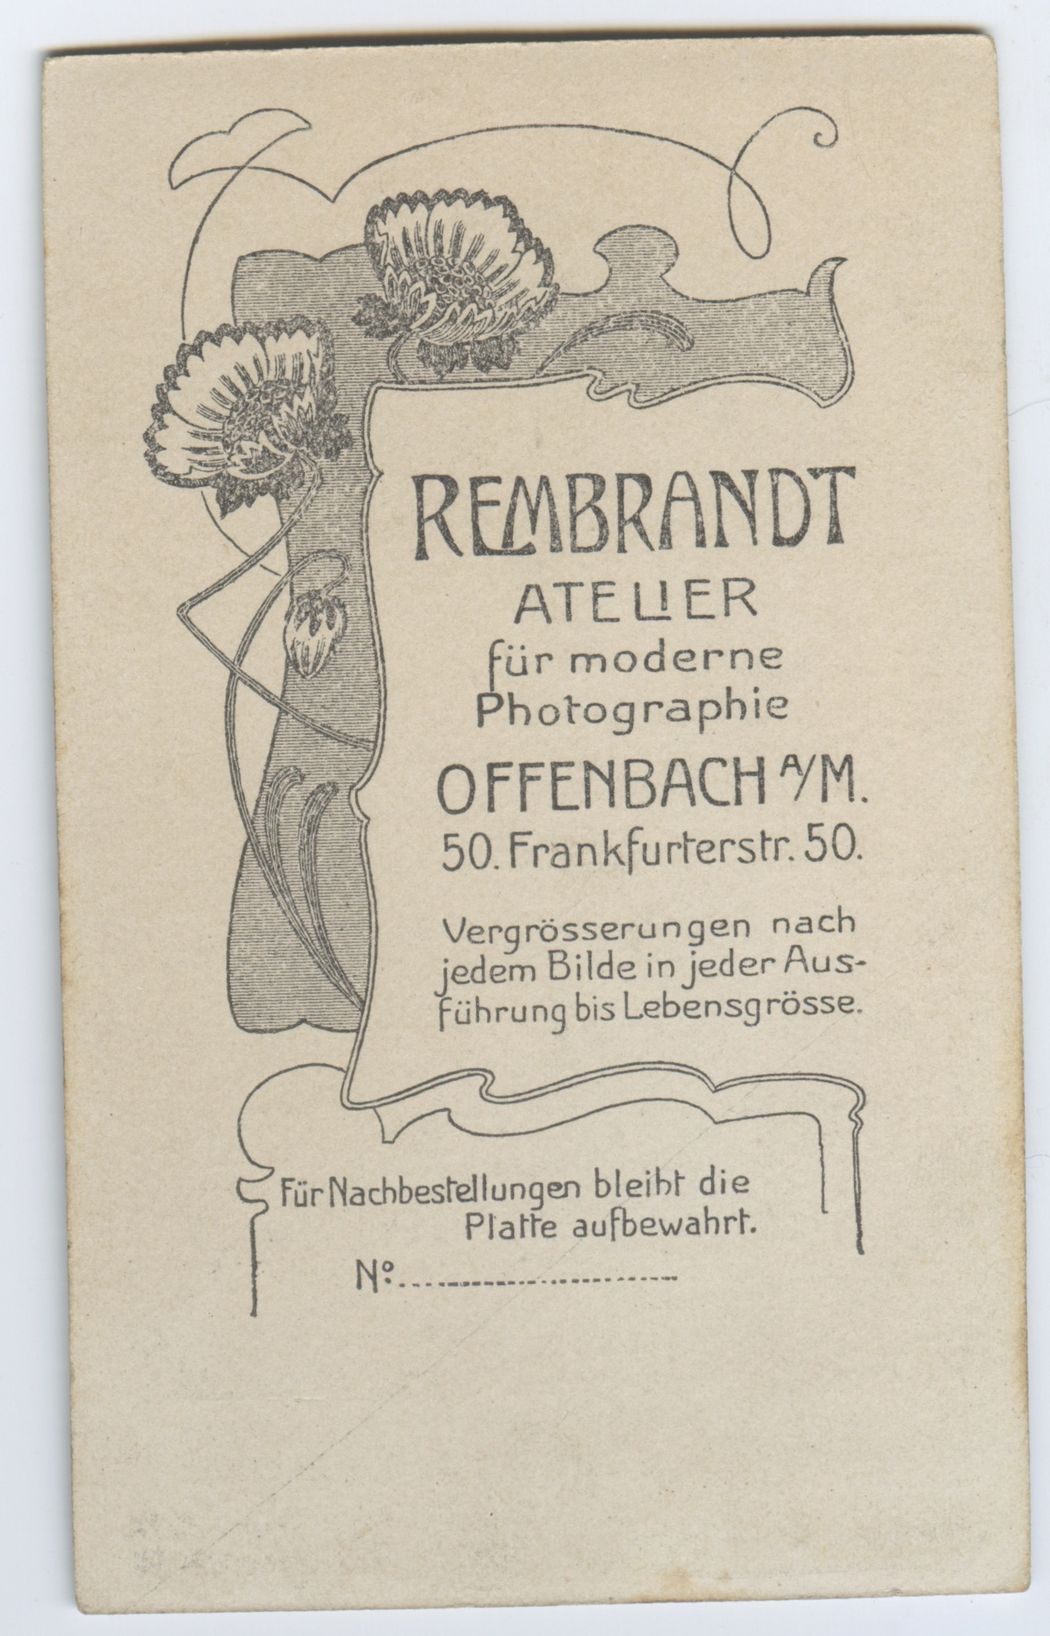 REMBRANDT
ATELIER
für moderne
Photographie
OFFENBACH A/M.
50. Frankfurterstr. 50.
Vergrösserungen nach
jedem Bilde in jeder Aus-
führung bis Lebensgrösse.
Für Nachbestellungen bleibt die
Platte aufbewahrt.
No.